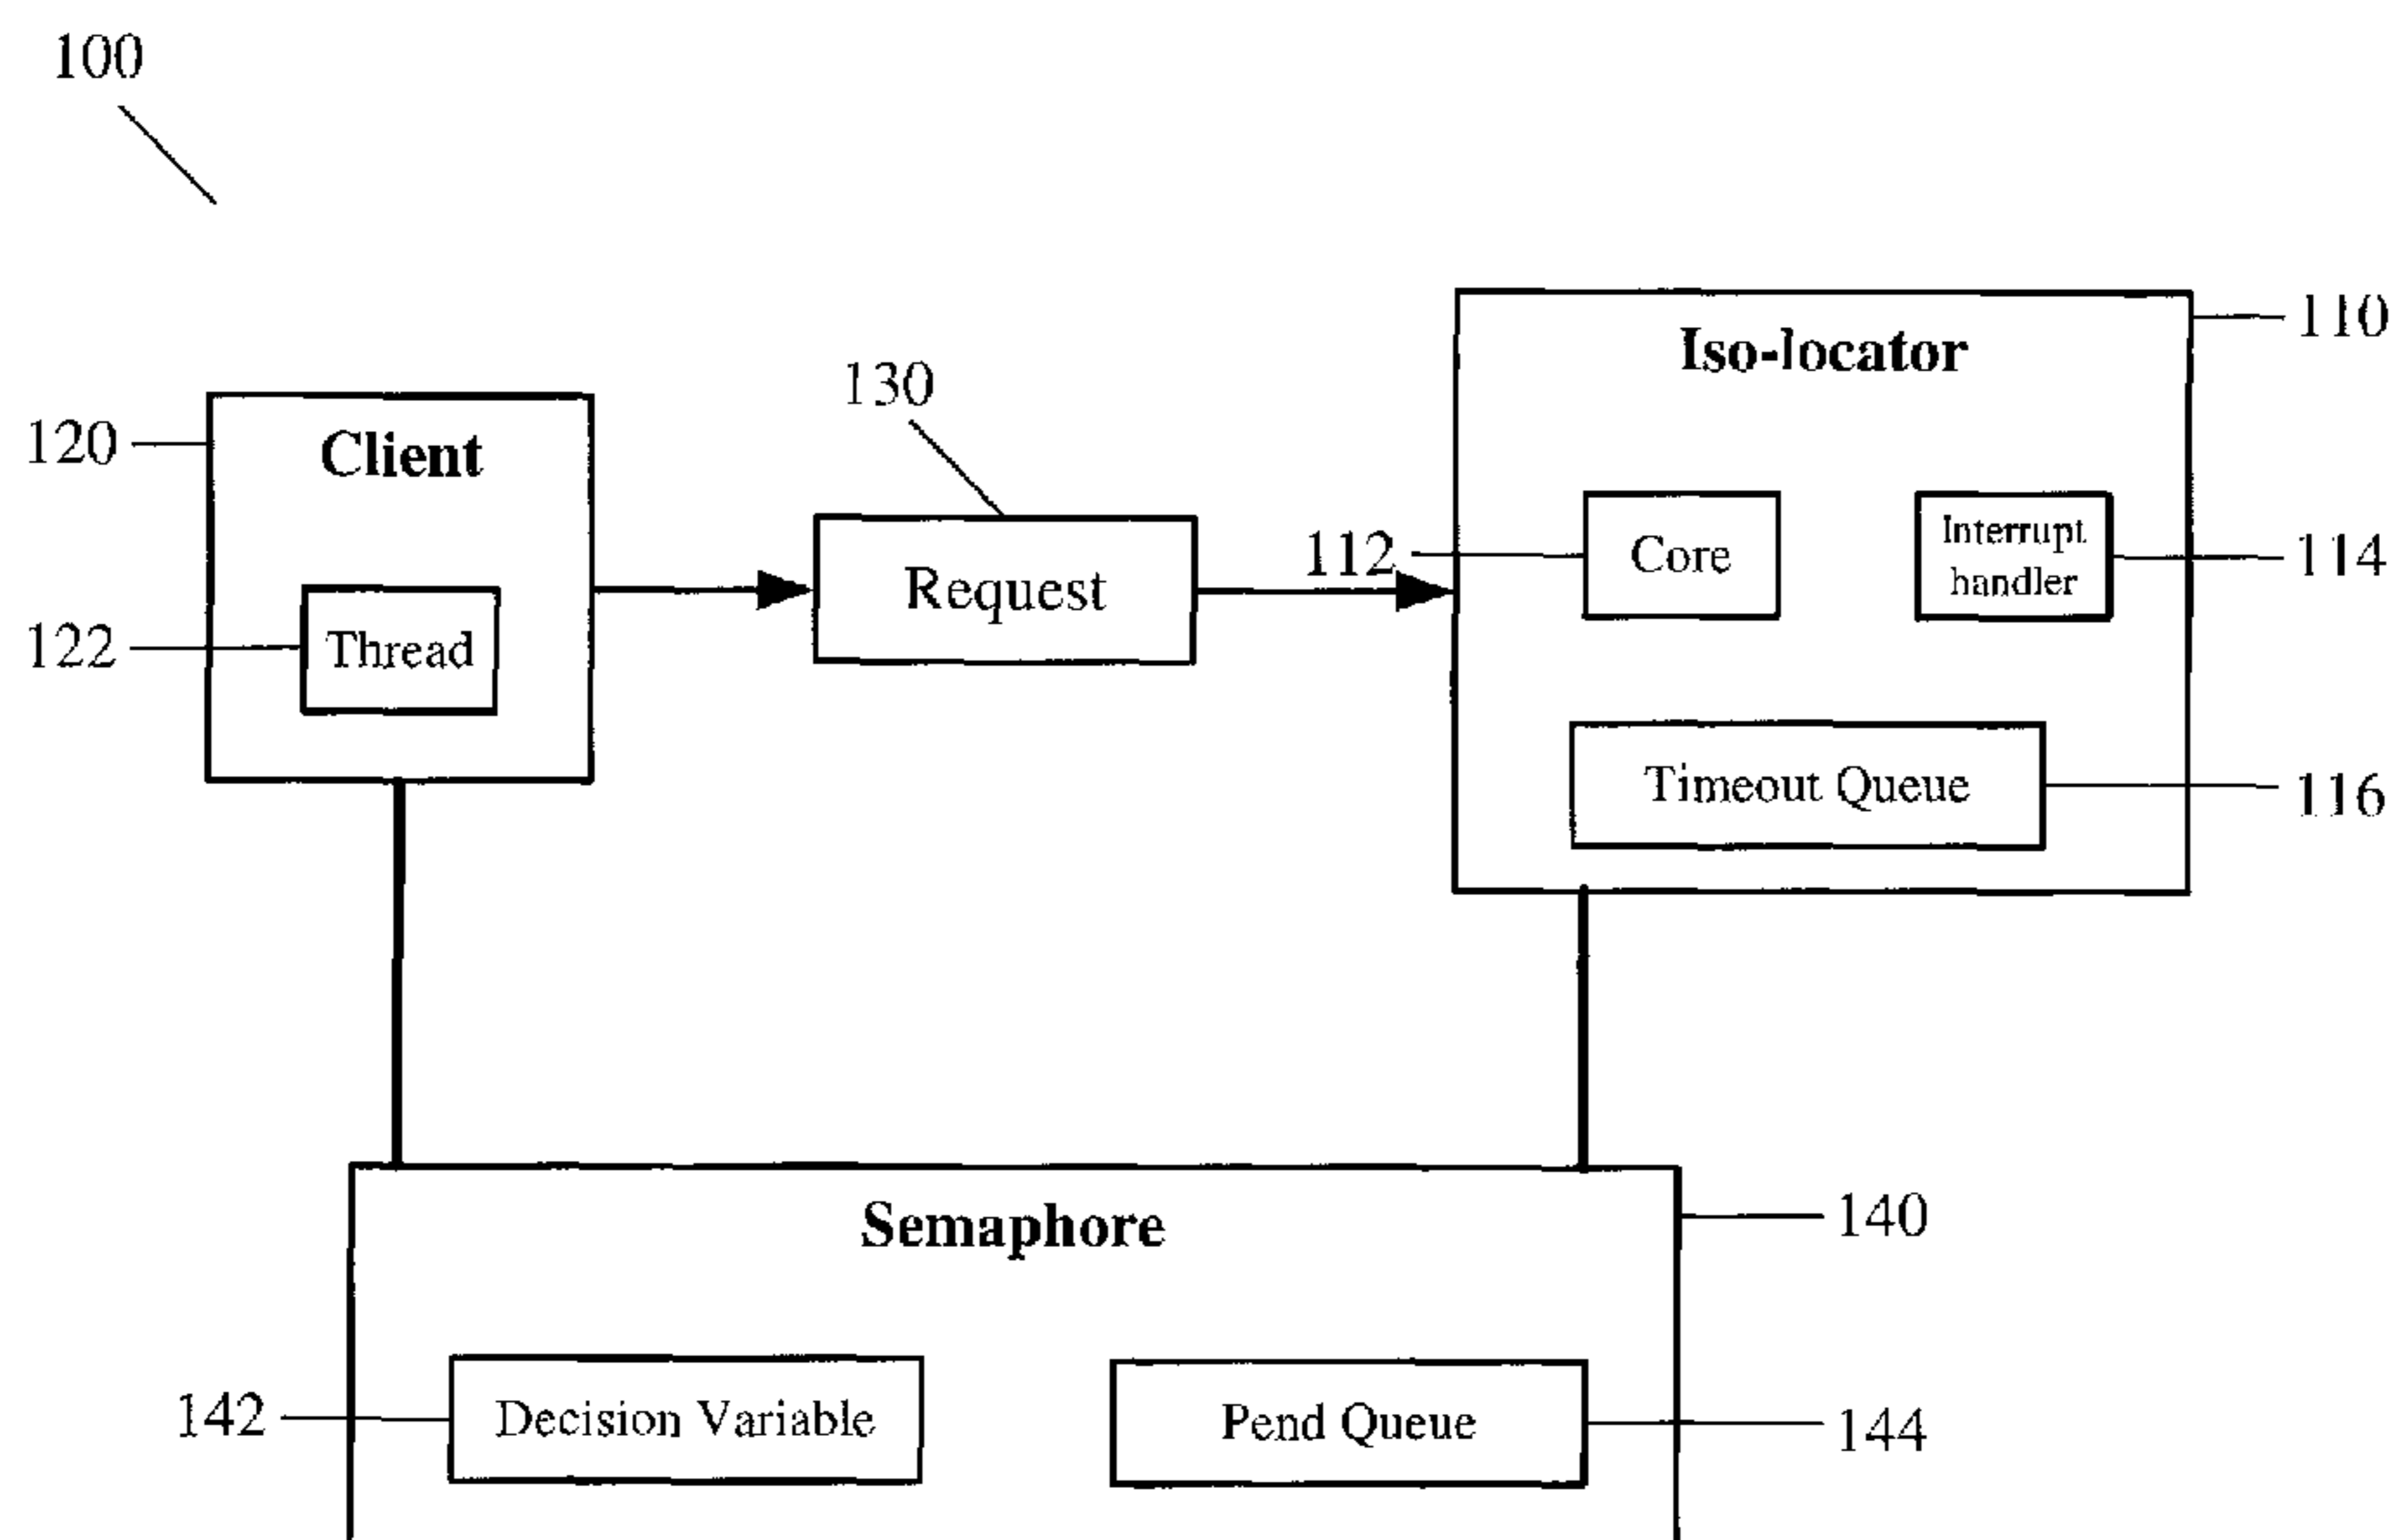 100
110
Iso-locator
130
120
Client
112
Core
Interrupt
handler
114
Request
122
Thread
Timeout Queue
116
Semaphore
140
142
Decision Variable
Pend Queue
144